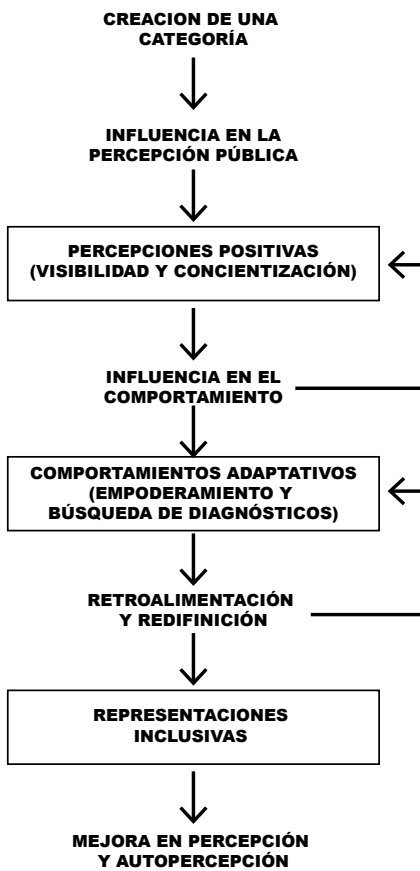 CREACION DE UNA
CATEGORÍA
INFLUENCIA EN LA
PERCEPCIÓN PÚBLICA
PERCEPCIONES POSITIVAS
(VISIBILIDAD Y CONCIENTIZACIÓN)
INFLUENCIA EN EL
COMPORTAMIENTO
COMPORTAMIENTOS ADAPTATIVOS
(EMPODERAMIENTO Y
BÚSQUEDA DE DIAGNÓSTICOS)
RETROALIMENTACIÓN
Y REDIFINICIÓN
REPRESENTACIONES
INCLUSIVAS
MEJORA EN PERCEPCIÓN
Y AUTOPERCEPCIÓN